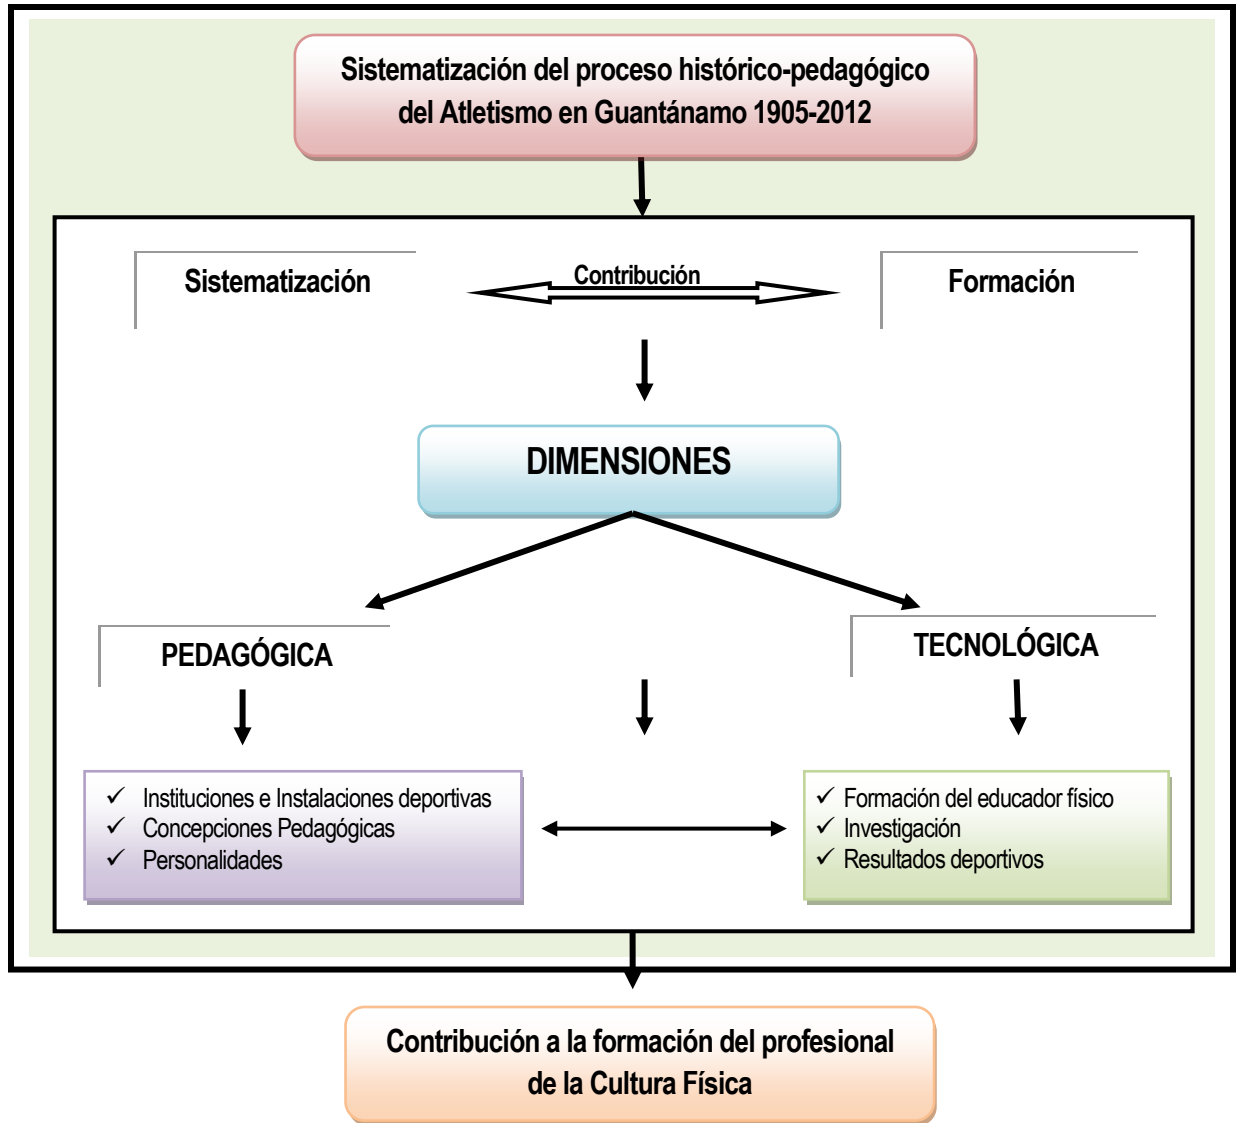 Sistematización del proceso histórico-pedagógico
del Atletismo en Guantánamo 1905-2012
Sistematización
Contribución
Formación
DIMENSIONES
PEDAGÓGICA
TECNOLÓGICA
✓ Instituciones e Instalaciones deportivas
✓ Concepciones Pedagógicas
✓ Personalidades
✓ Formación del educador físico
✓ Investigación
✓ Resultados deportivos
Contribución a la formación del profesional
de la Cultura Física